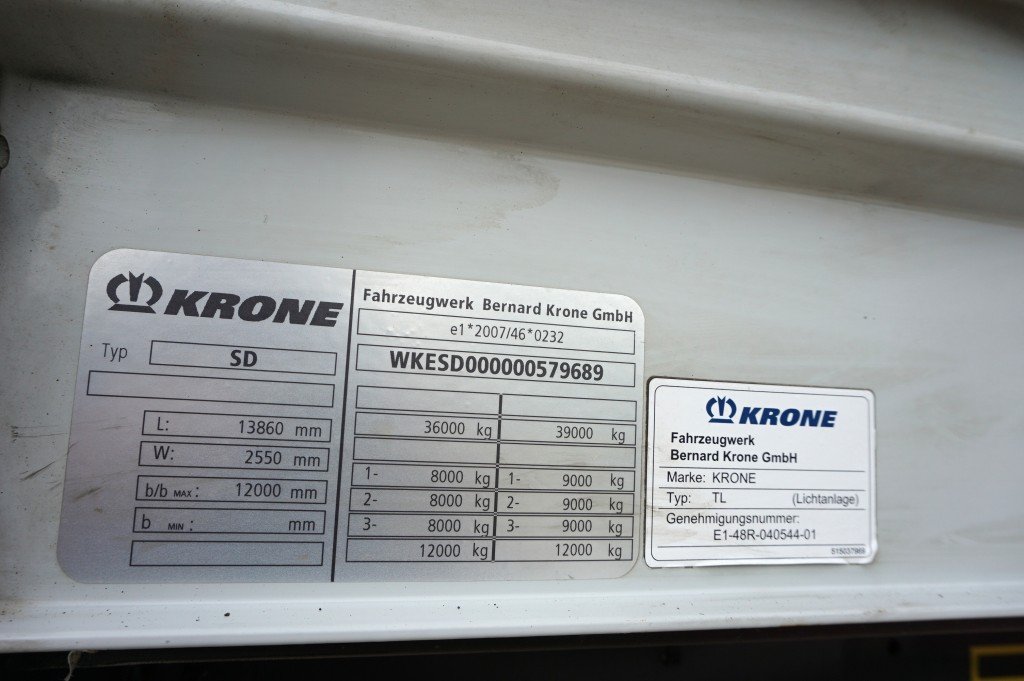 KRONE
Typ SD
L: 13860 mm
W: 2550 mm
b/b MAX : 12000 mm
b MIN : mm
Fahrzeugwerk Bernard Krone GmbH
e1*2007/46*0232
WKESD000000579689
36000 kg 39000 kg
1- 8000 kg 1- 9000 kg
2- 8000 kg 2- 9000 kg
3- 8000 kg 3- 9000 kg
12000 kg 12000 kg
KRONE
Fahrzeugwerk
Bernard Krone GmbH
Marke: KRONE
Typ: TL (Lichtanlage)
Genehmigungsnummer:
E1-48R-040544-01
515037969